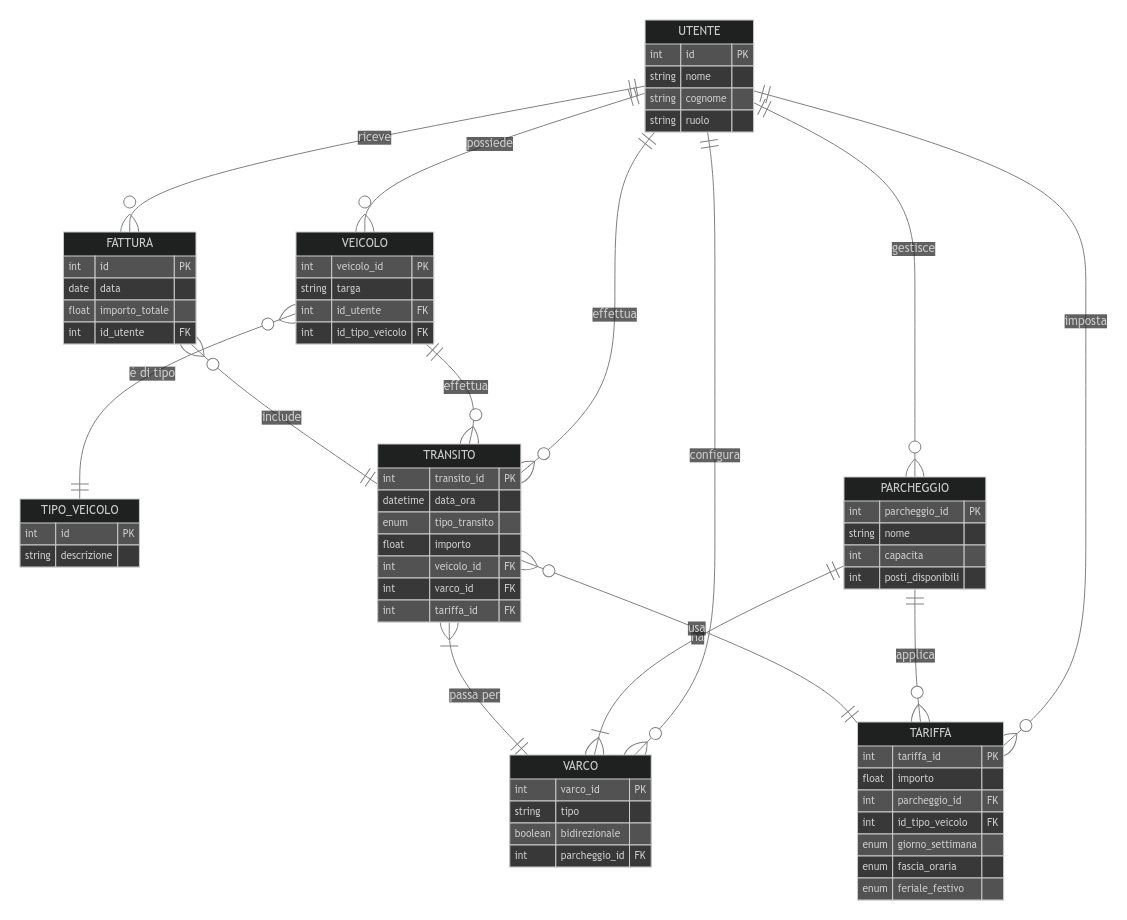 UTENTE
int id PK
string nome
string cognome
string ruolo
riceve
possiede
FATTURA
int id PK
date data
float importo_totale
int id_utente FK
VEICOLO
int veicolo_id PK
string targa
int id_utente FK
int id_tipo_veicolo FK
gestisce
effettua
imposta
è di tipo
effettua
include
configura
TRANSITO
int transito_id PK
datetime data_ora
enum tipo_transito
float importo
int veicolo_id FK
int varco_id FK
int tariffa_id FK
TIPO_VEICOLO
int id PK
string descrizione
PARCHEGGIO
int parcheggio_id PK
string nome
int capacita
int posti_disponibili
usa
applica
passa per
VARCO
int varco_id PK
string tipo
boolean bidirezionale
int parcheggio_id FK
TARIFFA
int tariffa_id PK
float importo
int parcheggio_id FK
int id_tipo_veicolo FK
enum giorno_settimana
enum fascia_oraria
enum feriale_festivo